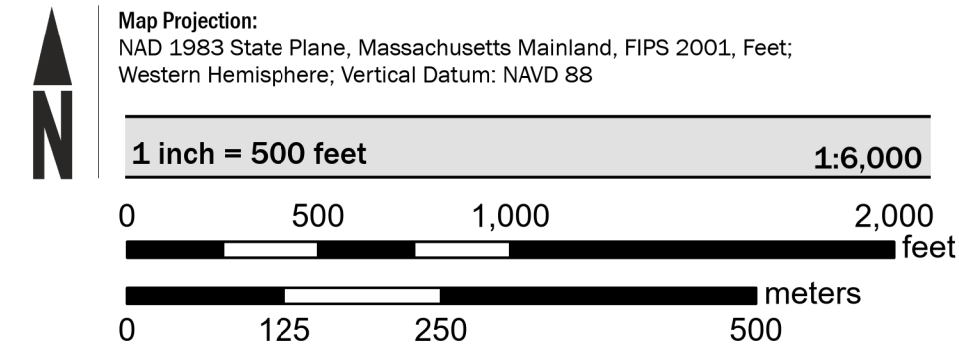 Map Projection:
NAD 1983 State Plane, Massachusetts Mainland, FIPS 2001, Feet;
Western Hemisphere; Vertical Datum: NAVD 88
N
1 inch = 500 feet 1:6,000
0 500 1,000 2,000
feet
meters
0 125 250 500